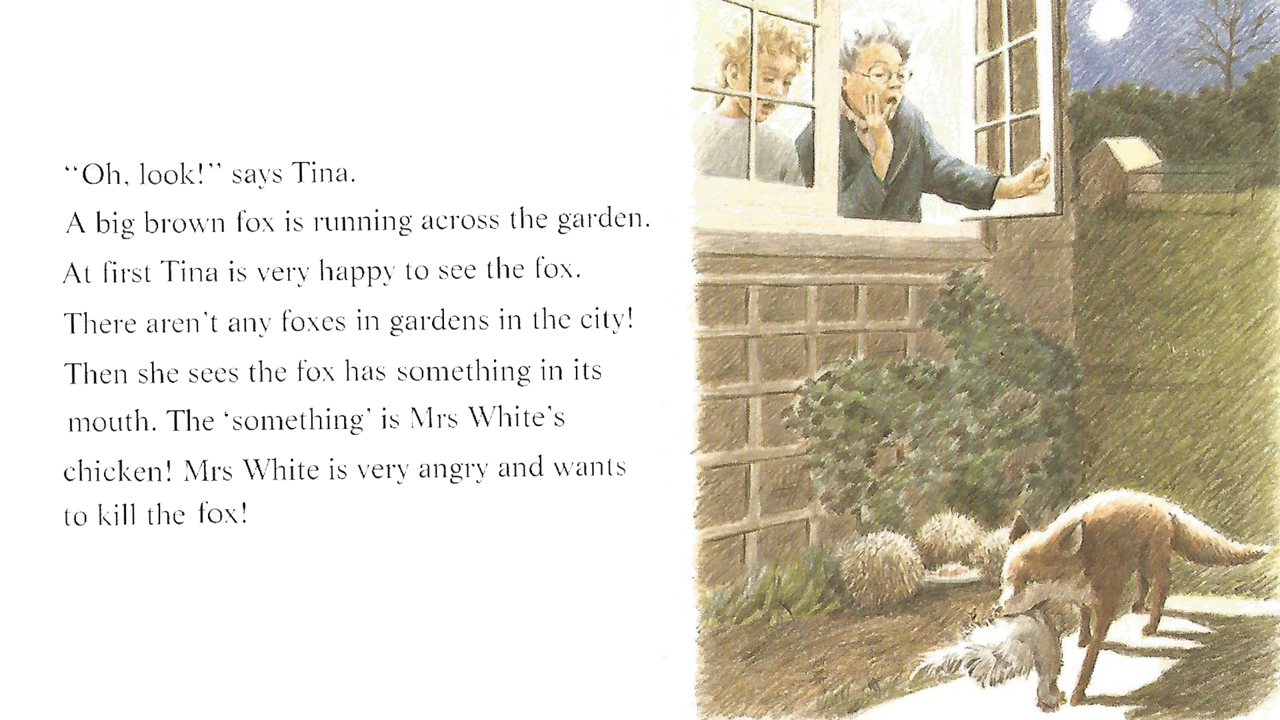 “Oh, look!” says Tina.
A big brown fox is running across the garden.
At first Tina is very happy to see the fox.
There aren’t any foxes in gardens in the city!
Then she sees the fox has something in its
mouth. The ‘something’ is Mrs White’s
chicken! Mrs White is very angry and wants
to kill the fox!